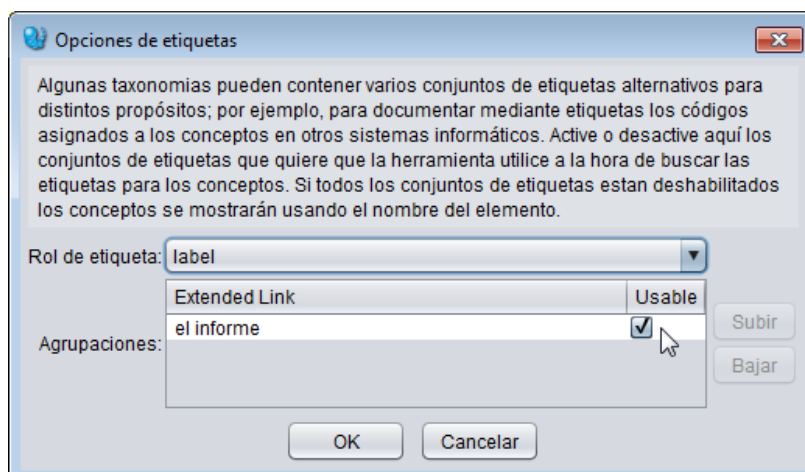 Opciones de etiquetas
Algunas taxonomias pueden contener varios conjuntos de etiquetas alternativos para
distintos propósitos; por ejemplo, para documentar mediante etiquetas los códigos
asignados a los conceptos en otros sistemas informáticos. Active o desactive aquí los
conjuntos de etiquetas que quiere que la herramienta utilice a la hora de buscar las
etiquetas para los conceptos. Si todos los conjuntos de etiquetas estan deshabilitados
los conceptos se mostrarán usando el nombre del elemento.
Rol de etiqueta: label
Extended Link Usable
el informe
Agrupaciones:
Subir
Bajar
OK Cancelar